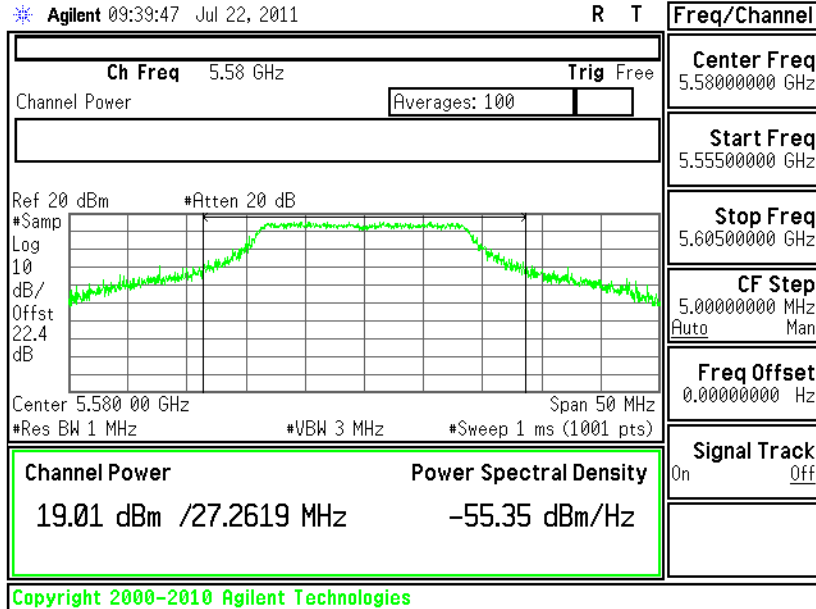 Agilent 09:39:47 Jul 22, 2011 R T
Freq/Channel
Ch Freq 5.58 GHz Trig Free
Channel Power Averages: 100
Center Freq
5.58000000 GHz
Start Freq
5.55500000 GHz
Stop Freq
5.60500000 GHz
CF Step
5.00000000 MHz
Auto Man
Freq Offset
0.00000000 Hz
Signal Track
On Off
Ref 20 dBm #Atten 20 dB
#Samp
Log
10
dB/
Offst
22.4
dB
Center 5.580 00 GHz Span 50 MHz
#Res BW 1 MHz #VBW 3 MHz #Sweep 1 ms (1001 pts)
Channel Power Power Spectral Density
19.01 dBm /27.2619 MHz -55.35 dBm/Hz
Copyright 2000-2010 Agilent Technologies